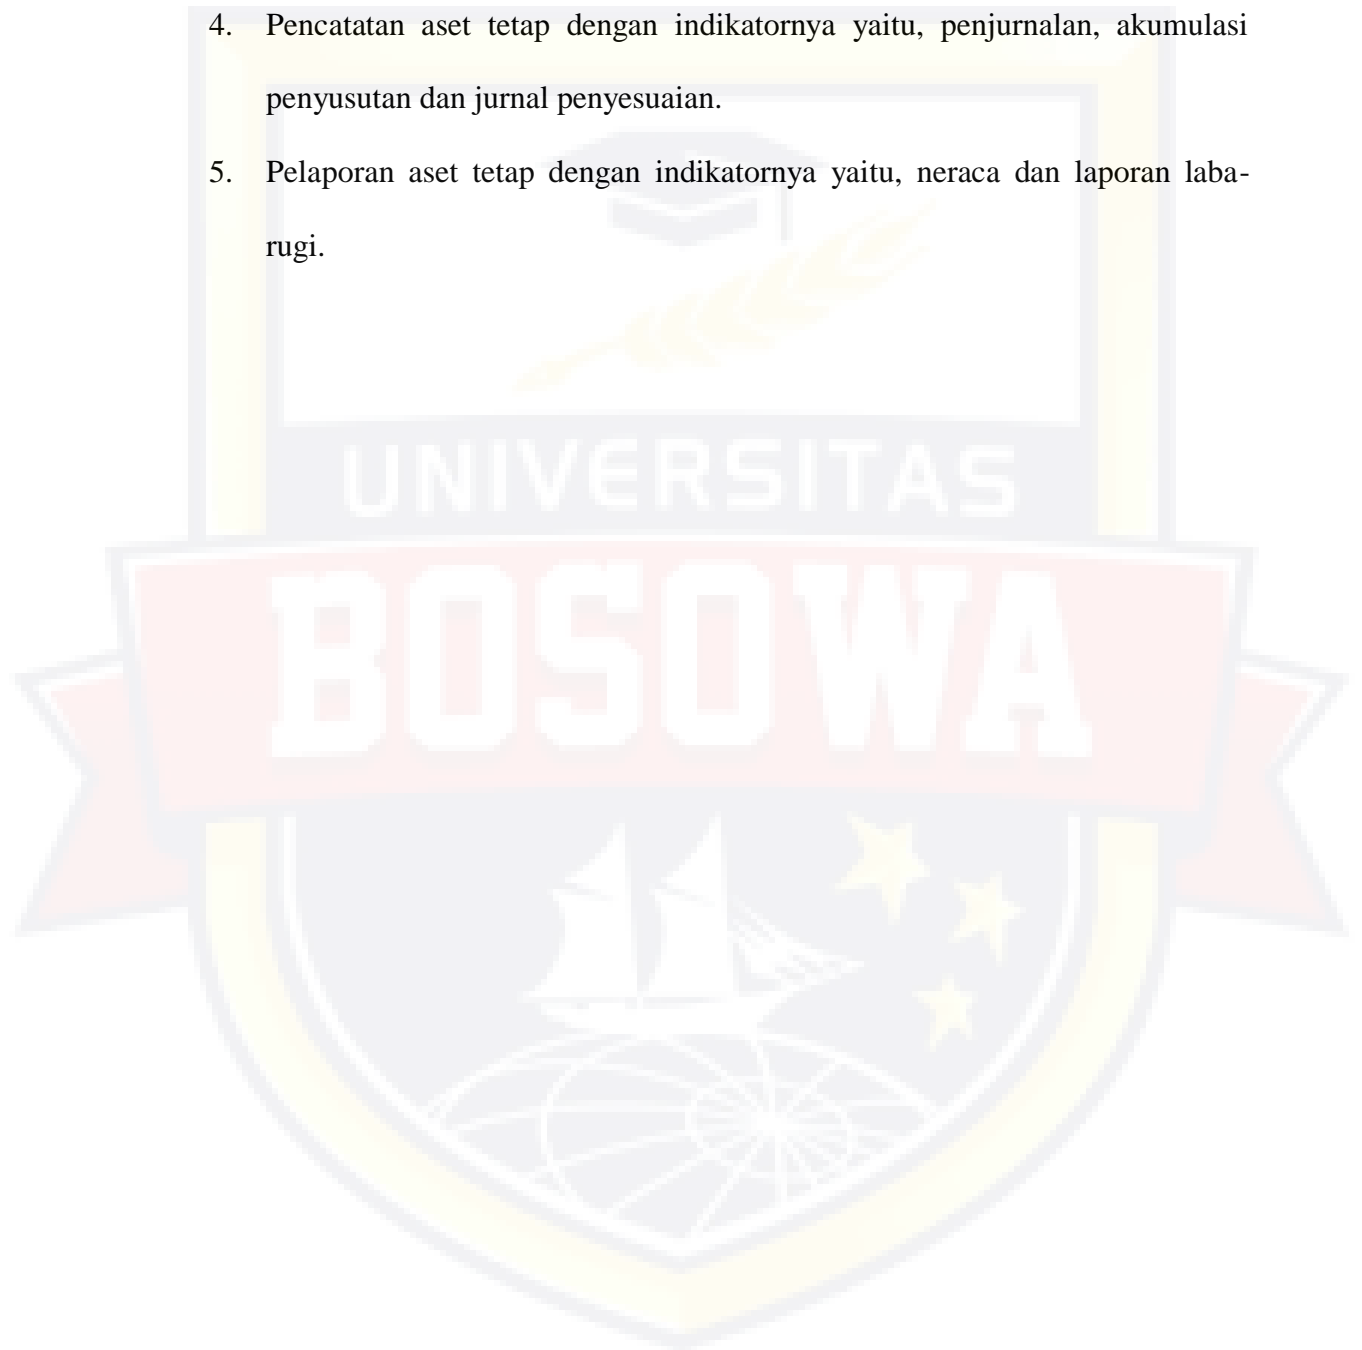 4. Pencatatan aset tetap dengan indikatornya yaitu, penjurnalan, akumulasi
penyusutan dan jurnal penyesuaian.
5. Pelaporan aset tetap dengan indikatornya yaitu, neraca dan laporan laba-
rugi.
UNIVERSITAS
BOSOWA